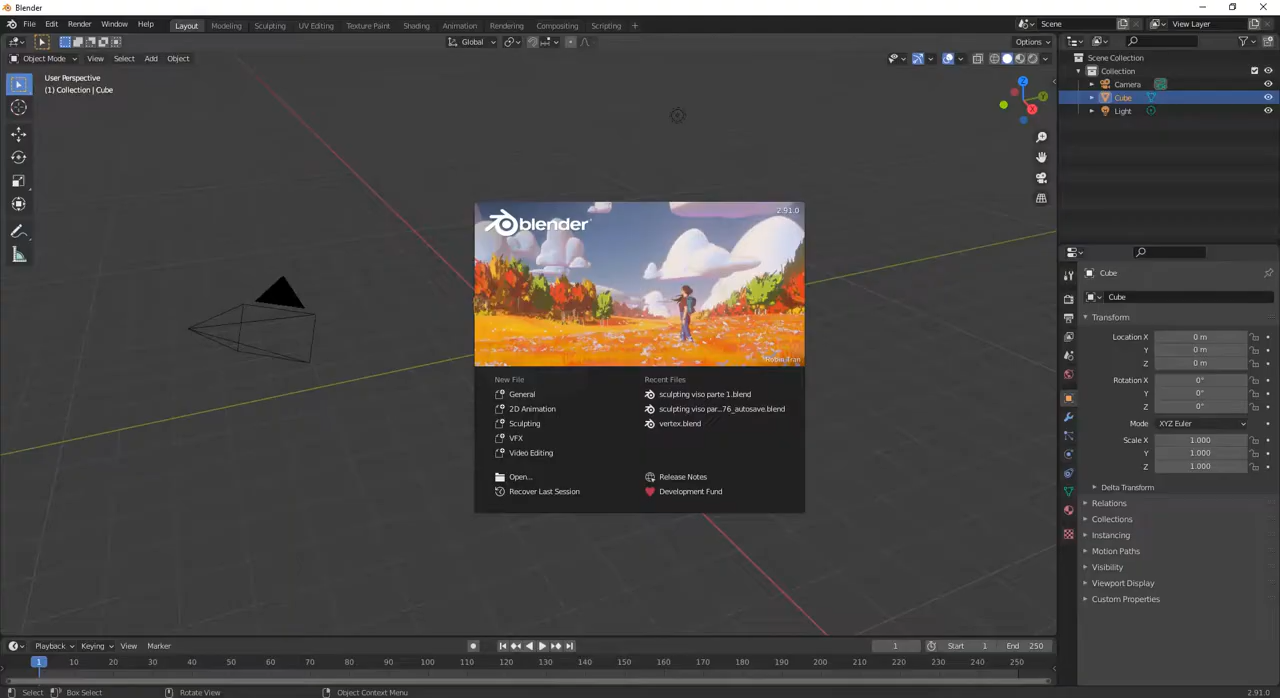 Blender
File Edit Render Window Help Layout Modeling Sculpting UV Editing Texture Paint Shading Animation Rendering Compositing Scripting + Scene View Layer
Global Options
Object Mode View Select Add Object
User Perspective
(1) Collection | Cube
Scene Collection
Collection
Camera
Cube
Light
Z
Y
X
blender
2.91.0
Robin Tran
New File
General
2D Animation
Sculpting
VFX
Video Editing
Open...
Recover Last Session
Recent Files
sculpting viso parte 1.blend
sculpting viso par...76_autosave.blend
vertex.blend
Release Notes
Development Fund
Cube
Cube
Transform
Location X 0 m
Y 0 m
Z 0 m
Rotation X 0°
Y 0°
Z 0°
Mode XYZ Euler
Scale X 1.000
Y 1.000
Z 1.000
Delta Transform
Relations
Collections
Instancing
Motion Paths
Visibility
Viewport Display
Custom Properties
Playback Keying View Marker 1 Start 1 End 250
1 10 20 30 40 50 60 70 80 90 100 110 120 130 140 150 160 170 180 190 200 210 220 230 240 250
Select Box Select Rotate View Object Context Menu 2.91.0